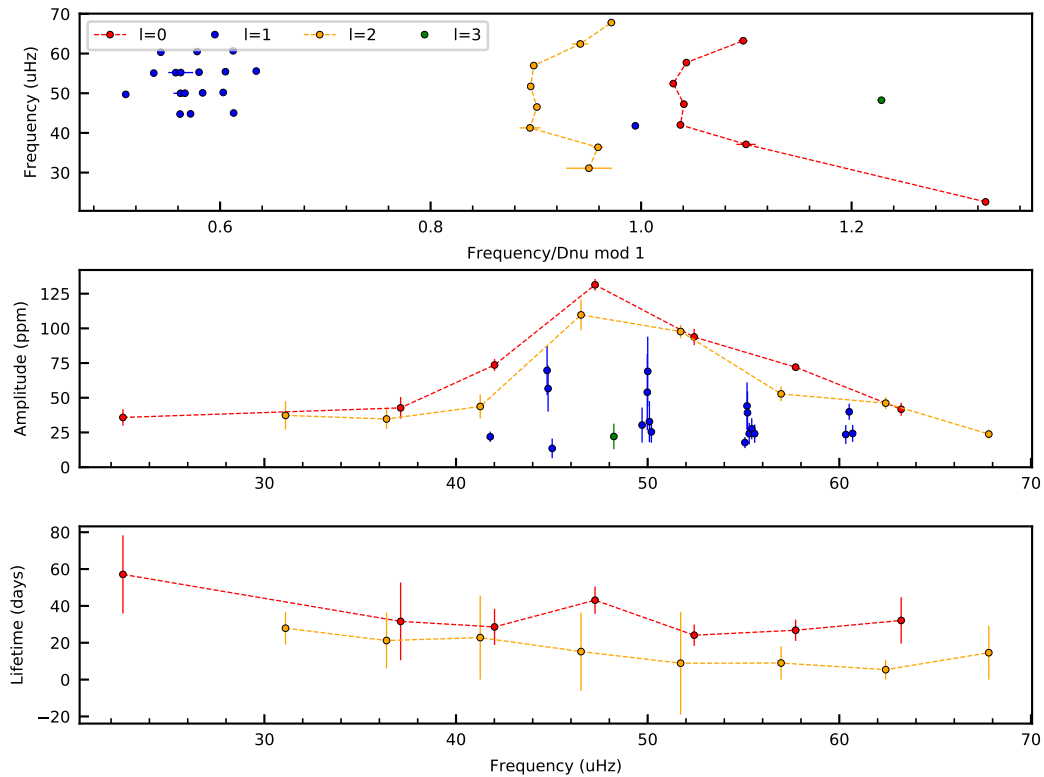 70
l=0 l=1 l=2 l=3
60
50
40
30
Frequency (uHz)
0.6 0.8 1.0 1.2
Frequency/Dnu mod 1
125
100
75
50
25
0
Amplitude (ppm)
30 40 50 60 70
80
60
40
20
0
−20
Lifetime (days)
30 40 50 60 70
Frequency (uHz)